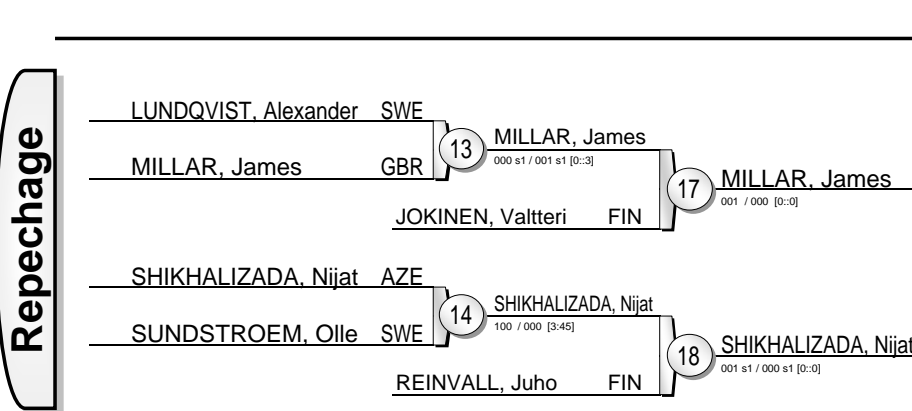 Repechage
LUNDQVIST, Alexander SWE
13 MILLAR, James
000 s1 / 001 s1 [0::3]
MILLAR, James GBR
17 MILLAR, James
001 / 000 [0::0]
JOKINEN, Valtteri FIN
SHIKHALIZADA, Nijat AZE
14 SHIKHALIZADA, Nijat
100 / 000 [3:45]
SUNDSTROEM, Olle SWE
18 SHIKHALIZADA, Nijat
001 s1 / 000 s1 [0::0]
REINVALL, Juho FIN